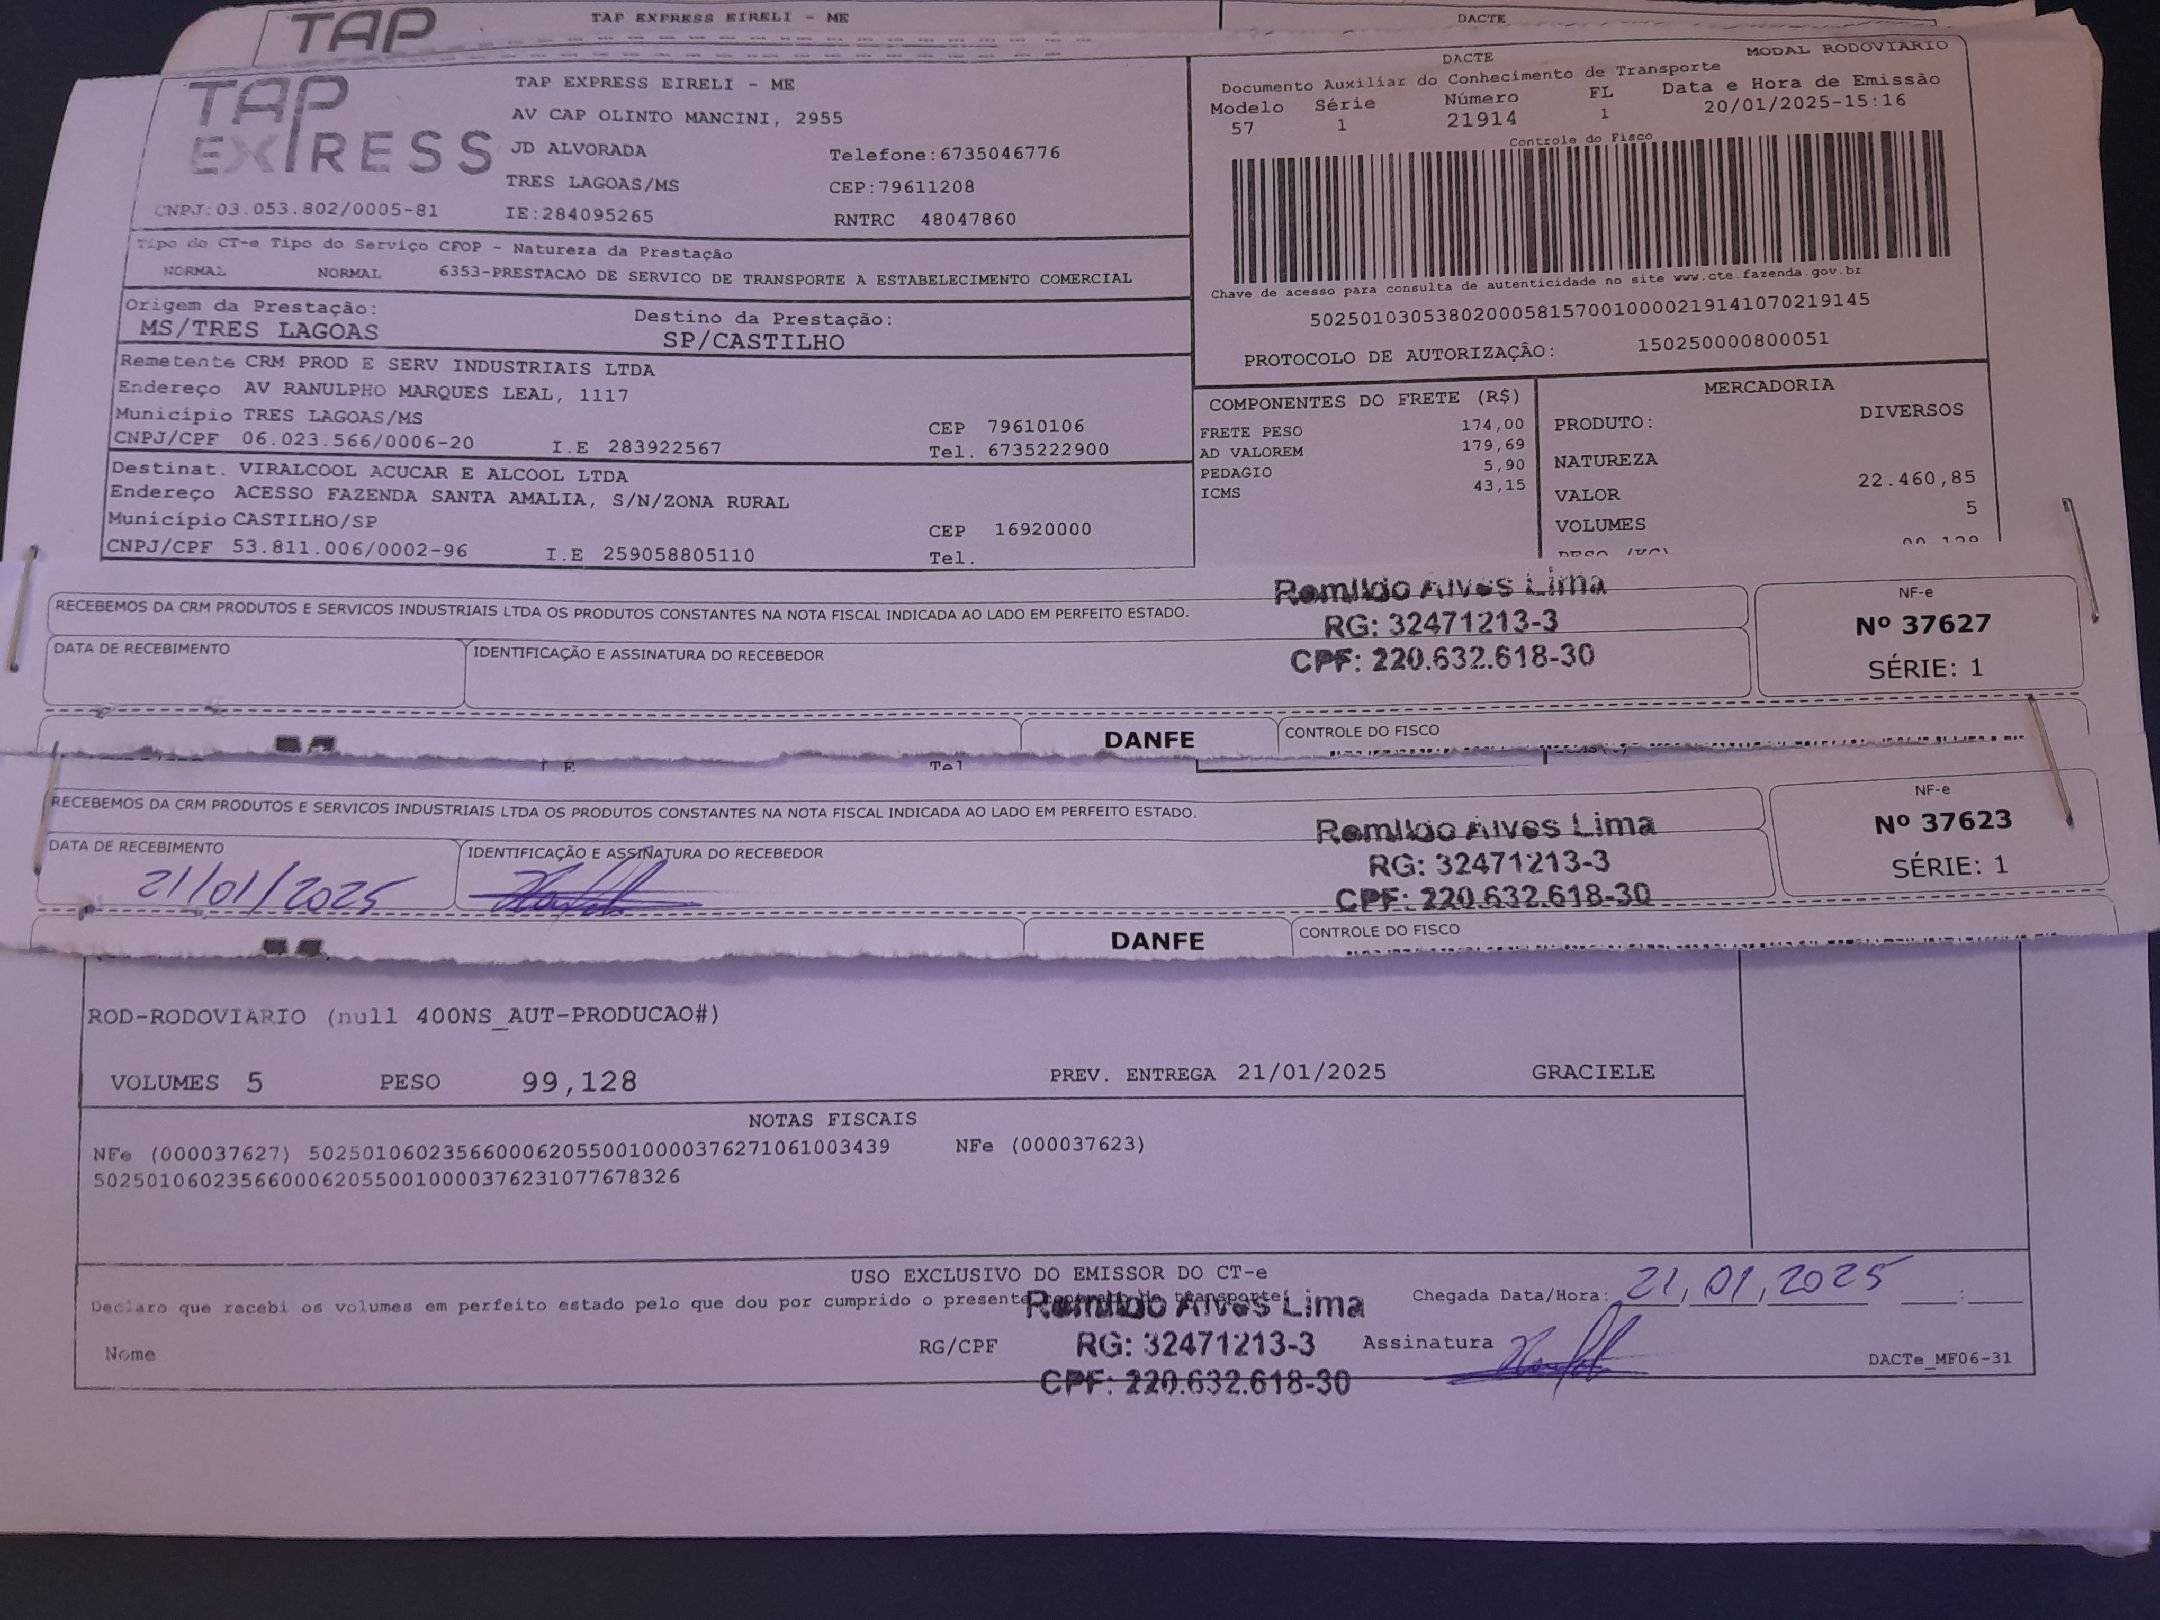 TAP
TAP EXPRESS EIRELI - ME
DACTE
TAP
EXPRESS
TAP EXPRESS EIRELI - ME
AV CAP OLINTO MANCINI, 2955
JD ALVORADA
Telefone:6735046776
TRES LAGOAS/MS
CEP:79611208
CNPJ:03.053.802/0005-81
IE:284095265
RNTRC 48047860
DACTE
MODAL RODOVIARIO
Documento Auxiliar do Conhecimento de Transporte
Modelo Série Número FL Data e Hora de Emissão
57 1 21914 1 20/01/2025-15:16
Controle do Fisco
Chave de acesso para consulta de autenticidade no site www.cte.fazenda.gov.br
50250103053802000581570010000219141070219145
PROTOCOLO DE AUTORIZAÇÃO: 150250000800051
Tipo do CT-e Tipo do Serviço CFOP - Natureza da Prestação
NORMAL NORMAL 6353-PRESTACAO DE SERVICO DE TRANSPORTE A ESTABELECIMENTO COMERCIAL
Origem da Prestação:
MS/TRES LAGOAS
Destino da Prestação:
SP/CASTILHO
Remetente CRM PROD E SERV INDUSTRIAIS LTDA
Endereço AV RANULPHO MARQUES LEAL, 1117
Município TRES LAGOAS/MS
CEP 79610106
CNPJ/CPF 06.023.566/0006-20 I.E 283922567 Tel. 6735222900
Destinat. VIRALCOOL ACUCAR E ALCOOL LTDA
Endereço ACESSO FAZENDA SANTA AMALIA, S/N/ZONA RURAL
Município CASTILHO/SP
CEP 16920000
CNPJ/CPF 53.811.006/0002-96 I.E 259058805110 Tel.
COMPONENTES DO FRETE (R$)
FRETE PESO 174,00
AD VALOREM 179,69
PEDAGIO 5,90
ICMS 43,15
MERCADORIA
PRODUTO: DIVERSOS
NATUREZA
VALOR 22.460,85
VOLUMES 5
RECEBEMOS DA CRM PRODUTOS E SERVICOS INDUSTRIAIS LTDA OS PRODUTOS CONSTANTES NA NOTA FISCAL INDICADA AO LADO EM PERFEITO ESTADO.
Romildo Alves Lima
RG: 32471213-3
CPF: 220.632.618-30
NF-e
Nº 37627
SÉRIE: 1
DATA DE RECEBIMENTO
IDENTIFICAÇÃO E ASSINATURA DO RECEBEDOR
DANFE
CONTROLE DO FISCO
RECEBEMOS DA CRM PRODUTOS E SERVICOS INDUSTRIAIS LTDA OS PRODUTOS CONSTANTES NA NOTA FISCAL INDICADA AO LADO EM PERFEITO ESTADO.
Romildo Alves Lima
RG: 32471213-3
CPF: 220.632.618-30
NF-e
Nº 37623
SÉRIE: 1
DATA DE RECEBIMENTO
21/01/2025
IDENTIFICAÇÃO E ASSINATURA DO RECEBEDOR
DANFE
CONTROLE DO FISCO
ROD-RODOVIARIO (null 400NS_AUT-PRODUCAO#)
VOLUMES 5 PESO 99,128 PREV. ENTREGA 21/01/2025 GRACIELE
NOTAS FISCAIS
NFe (000037627) 50250106023566000620550010000376271061003439 NFe (000037623)
50250106023566000620550010000376231077678326
USO EXCLUSIVO DO EMISSOR DO CT-e
Declaro que recebi os volumes em perfeito estado pelo que dou por cumprido o presente contrato de transporte.
Chegada Data/Hora: 21,01,2025 __:__
Romildo Alves Lima
RG: 32471213-3
CPF: 220.632.618-30
Nome RG/CPF Assinatura
DACTe_MF06-31